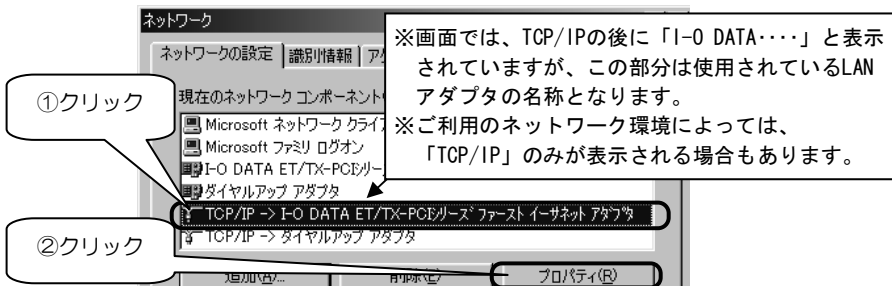 ネットワーク
ネットワークの設定 識別情報
現在のネットワーク コンポーネント
Microsoft ネットワーク
Microsoft ファミリ ログオン
I-O DATA ET/TX-PCIシリー
ダイヤルアップ アダプタ
TCP/IP -> I-O DATA ET/TX-PCIシリーズ ファースト イーサネット アダプタ
TCP/IP -> ダイヤルアップ アダプタ
追加(A)... 削除(E) プロパティ(R)
①クリック
②クリック
※画面では、TCP/IPの後に「I-O DATA････」と表示
されていますが、この部分は使用されているLAN
アダプタの名称となります。
※ご利用のネットワーク環境によっては、
「TCP/IP」のみが表示される場合もあります。